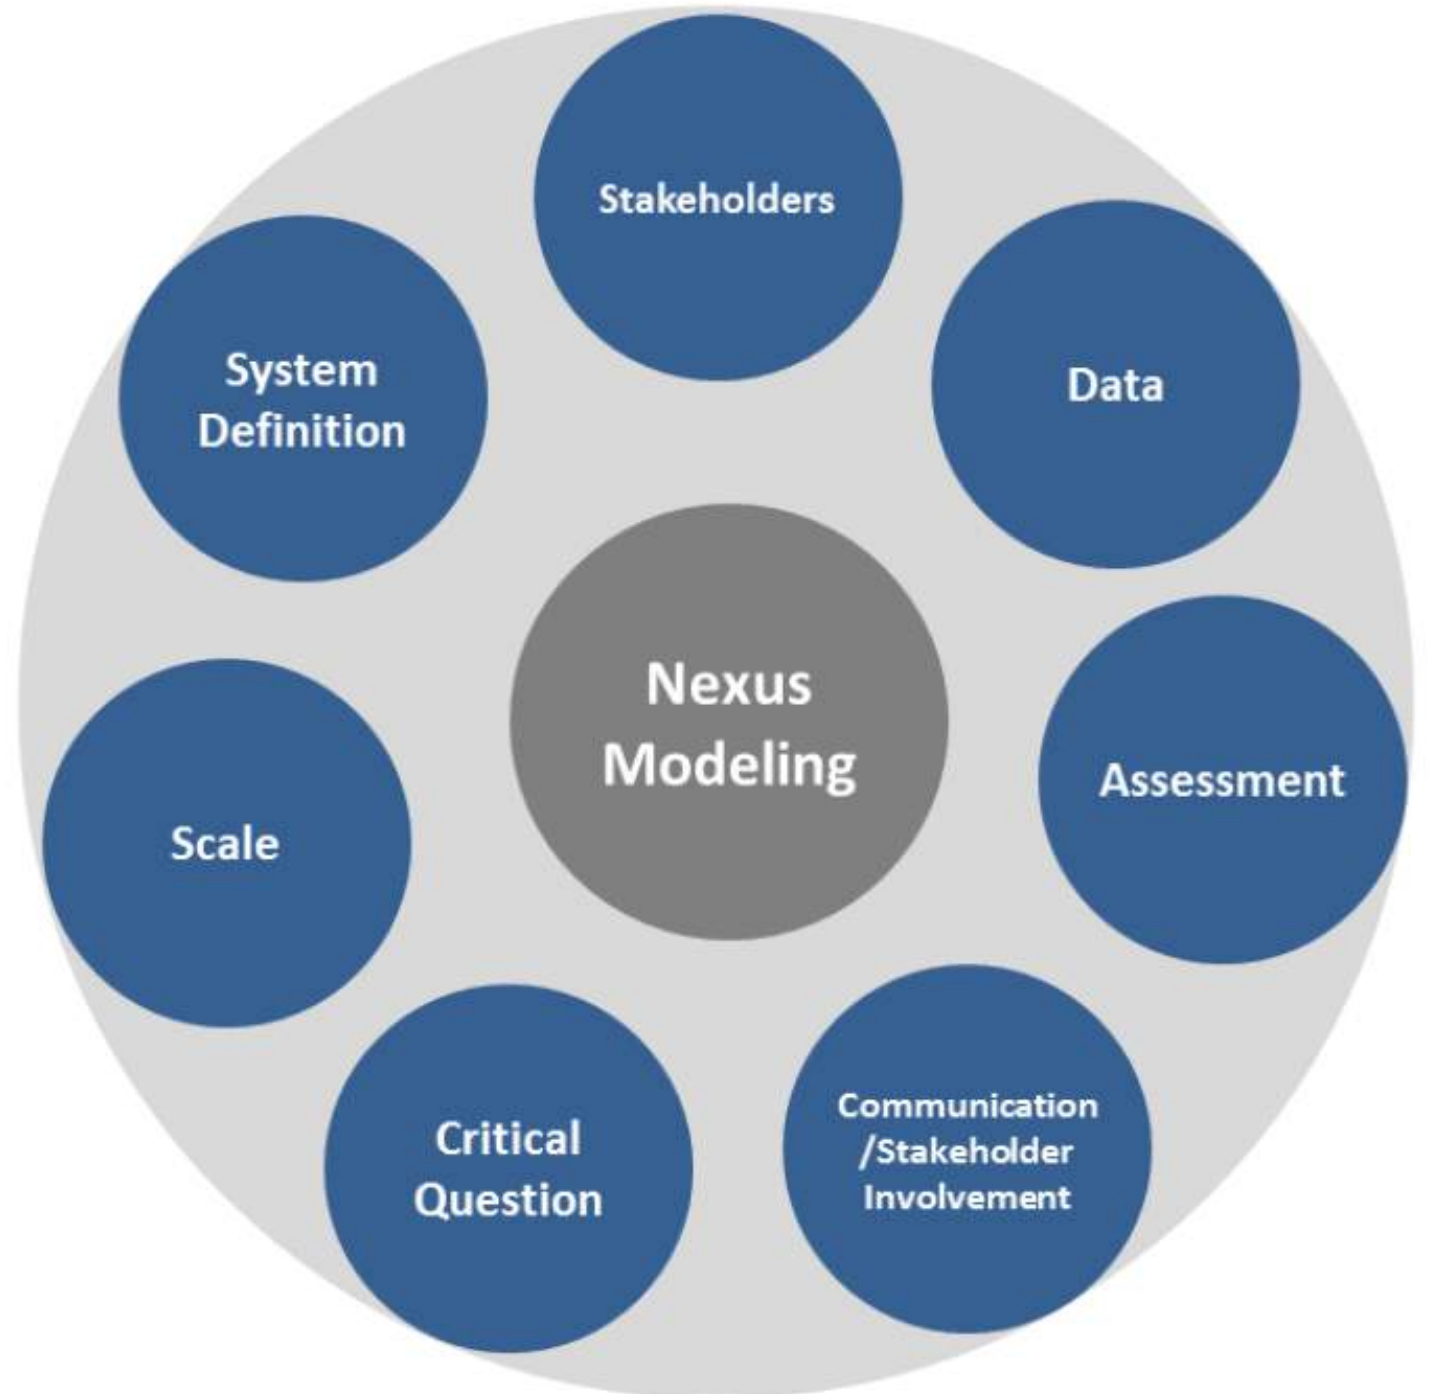 Stakeholders
System
Definition
Data
Nexus
Modeling
Assessment
Scale
Critical
Question
Communication
/Stakeholder
Involvement